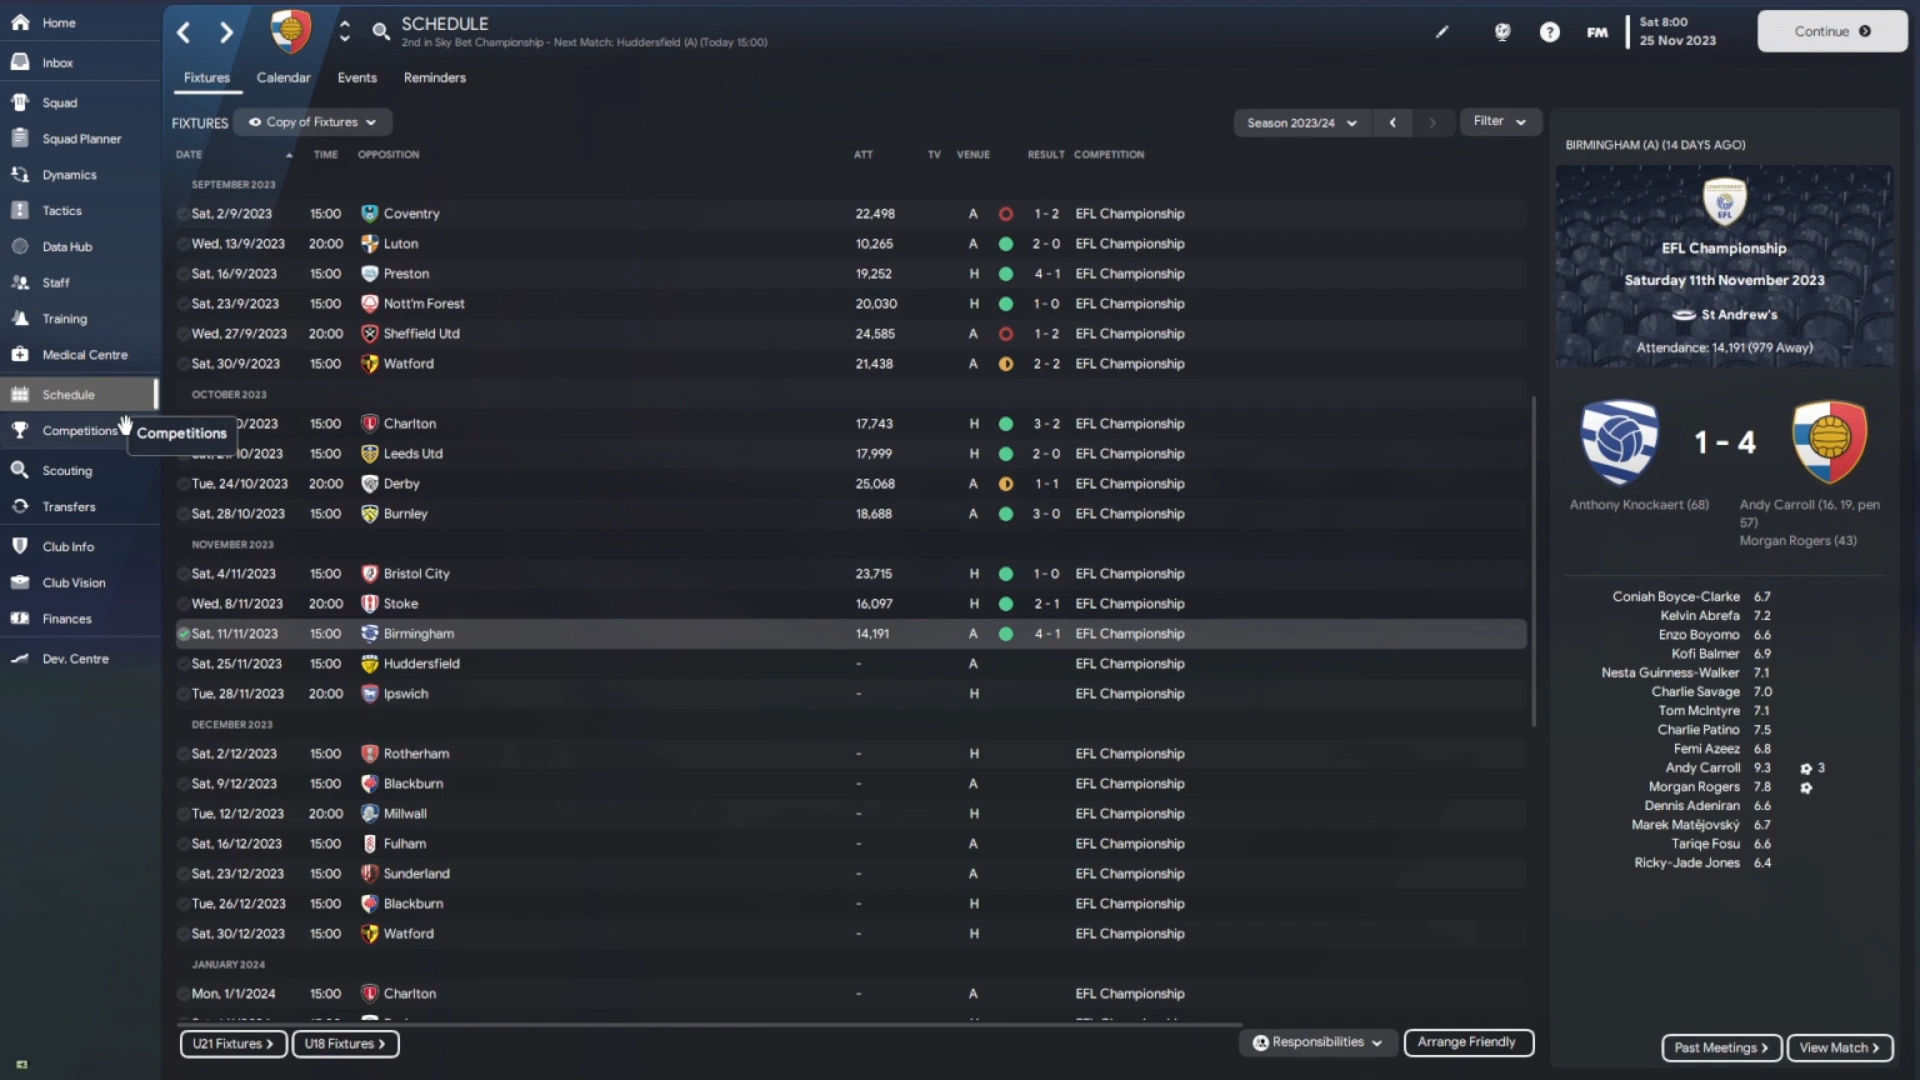 Home
Inbox
Squad
Squad Planner
Dynamics
Tactics
Data Hub
Staff
Training
Medical Centre
Schedule
Competitions
Competitions
Scouting
Transfers
Club Info
Club Vision
Finances
Dev. Centre
SCHEDULE
2nd in Sky Bet Championship - Next Match: Huddersfield (A) (Today 15:00)
? FM
Sat 8:00
25 Nov 2023
Continue
Fixtures Calendar Events Reminders
FIXTURES Copy of Fixtures Season 2023/24 Filter
DATE TIME OPPOSITION ATT TV VENUE RESULT COMPETITION
SEPTEMBER 2023
Sat, 2/9/2023 15:00 Coventry 22,498 A 1 - 2 EFL Championship
Wed, 13/9/2023 20:00 Luton 10,265 A 2 - 0 EFL Championship
Sat, 16/9/2023 15:00 Preston 19,252 H 4 - 1 EFL Championship
Sat, 23/9/2023 15:00 Nott'm Forest 20,030 H 1 - 0 EFL Championship
Wed, 27/9/2023 20:00 Sheffield Utd 24,585 A 1 - 2 EFL Championship
Sat, 30/9/2023 15:00 Watford 21,438 A 2 - 2 EFL Championship
OCTOBER 2023
0/2023 15:00 Charlton 17,743 H 3 - 2 EFL Championship
10/2023 15:00 Leeds Utd 17,999 H 2 - 0 EFL Championship
Tue, 24/10/2023 20:00 Derby 25,068 A 1 - 1 EFL Championship
Sat, 28/10/2023 15:00 Burnley 18,688 A 3 - 0 EFL Championship
NOVEMBER 2023
Sat, 4/11/2023 15:00 Bristol City 23,715 H 1 - 0 EFL Championship
Wed, 8/11/2023 20:00 Stoke 16,097 H 2 - 1 EFL Championship
Sat, 11/11/2023 15:00 Birmingham 14,191 A 4 - 1 EFL Championship
Sat, 25/11/2023 15:00 Huddersfield - A EFL Championship
Tue, 28/11/2023 20:00 Ipswich - H EFL Championship
DECEMBER 2023
Sat, 2/12/2023 15:00 Rotherham - H EFL Championship
Sat, 9/12/2023 15:00 Blackburn - A EFL Championship
Tue, 12/12/2023 20:00 Millwall - H EFL Championship
Sat, 16/12/2023 15:00 Fulham - A EFL Championship
Sat, 23/12/2023 15:00 Sunderland - A EFL Championship
Tue, 26/12/2023 15:00 Blackburn - H EFL Championship
Sat, 30/12/2023 15:00 Watford - H EFL Championship
JANUARY 2024
Mon, 1/1/2024 15:00 Charlton - A EFL Championship
U21 Fixtures > U18 Fixtures > Responsibilities Arrange Friendly
BIRMINGHAM (A) (14 DAYS AGO)
EFL
EFL Championship
Saturday 11th November 2023
St Andrew's
Attendance: 14,191 (979 Away)
1 - 4
Anthony Knockaert (68)
Andy Carroll (16, 19, pen
57)
Morgan Rogers (43)
Coniah Boyce-Clarke 6.7
Kelvin Abrefa 7.2
Enzo Boyomo 6.6
Kofi Balmer 6.9
Nesta Guinness-Walker 7.1
Charlie Savage 7.0
Tom McIntyre 7.1
Charlie Patino 7.5
Femi Azeez 6.8
Andy Carroll 9.3 3
Morgan Rogers 7.8
Dennis Adeniran 6.6
Marek Matějovský 6.7
Tariqe Fosu 6.6
Ricky-Jade Jones 6.4
Past Meetings > View Match >